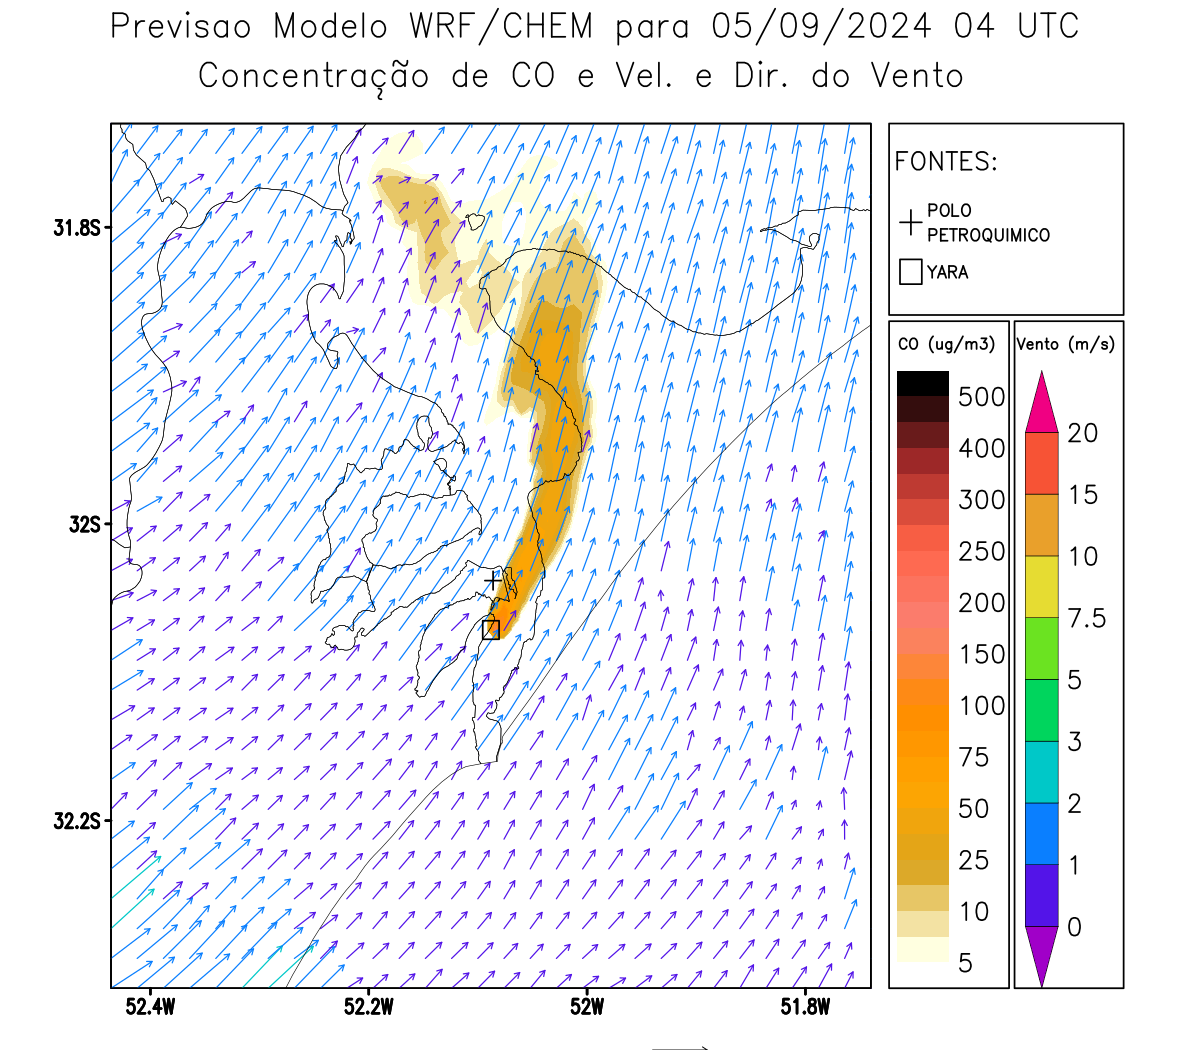 Previsao Modelo WRF/CHEM para 05/09/2024 04 UTC
Concentração de CO e Vel. e Dir. do Vento
FONTES:
POLO
PETROQUIMICO
YARA
CO (ug/m3)
500
400
300
250
200
150
100
75
50
25
10
5
Vento (m/s)
20
15
10
7.5
5
3
2
1
0
31.8S
32S
32.2S
52.4W
52.2W
52W
51.8W